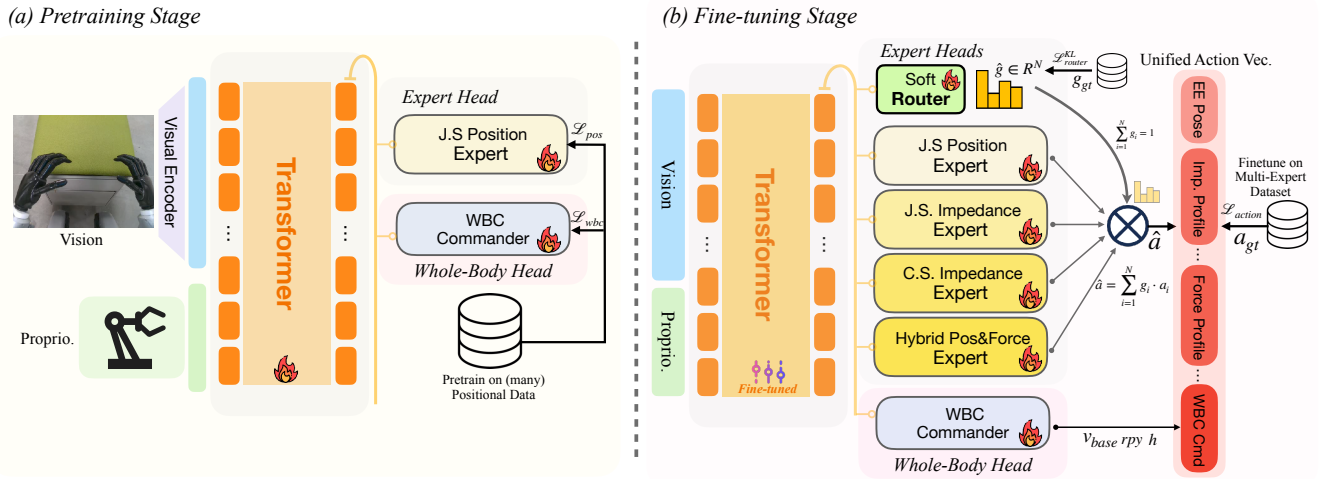 (a) Pretraining Stage
Vision
Visual Encoder
Proprio.
Transformer
...
...
Expert Head
J.S Position
Expert
ℒ_pos
WBC
Commander
ℒ_wbc
Whole-Body Head
Pretrain on (many)
Positional Data
(b) Fine-tuning Stage
Vision
Proprio.
Transformer
Fine-tuned
...
...
Expert Heads
Soft
Router
ĝ ∈ R^N
ℒ^KL_router
g_gt
∑_{i=1}^{N} g_i = 1
J.S Position
Expert
J.S. Impedance
Expert
C.S. Impedance
Expert
Hybrid Pos&Force
Expert
â
â = ∑_{i=1}^{N} g_i · a_i
WBC
Commander
Whole-Body Head
v_base rpy h
Unified Action Vec.
EE Pose
Imp. Profile
...
Force Profile
...
WBC Cmd
Finetune on
Multi-Expert
Dataset
ℒ_action
a_gt